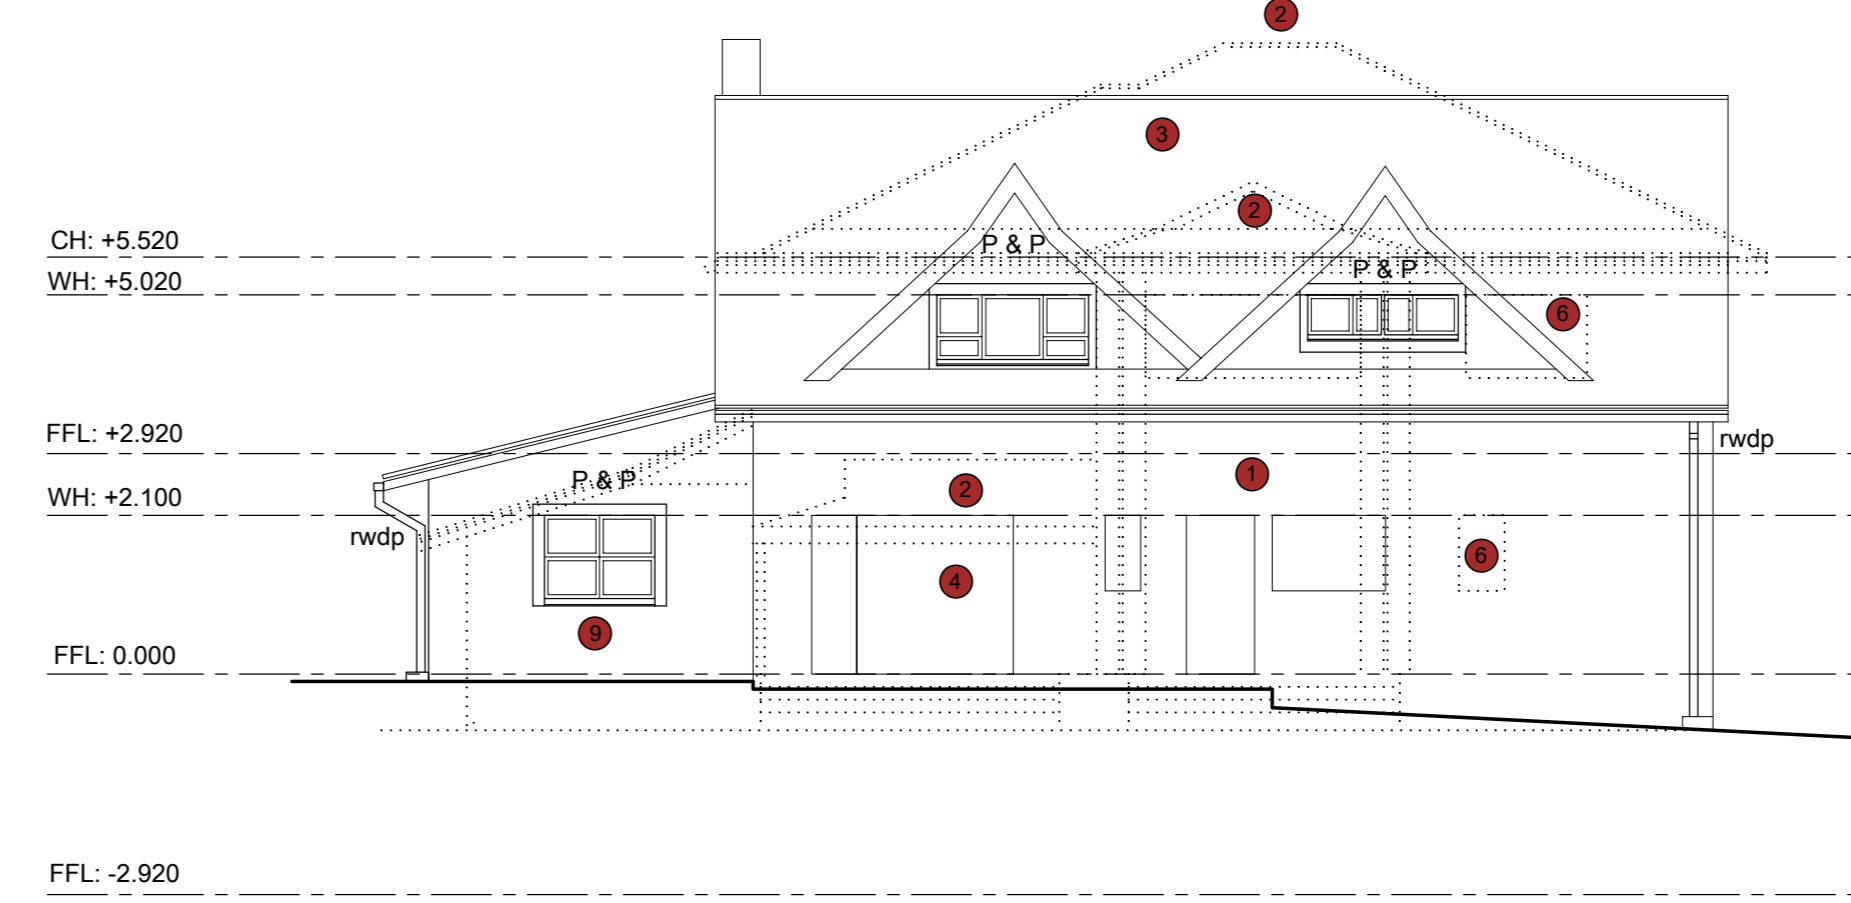 2
3
2
CH: +5.520
P & P
P & P
WH: +5.020
6
FFL: +2.920
rwdp
1
P & P
2
WH: +2.100
rwdp
6
4
9
FFL: 0.000
FFL: -2.920